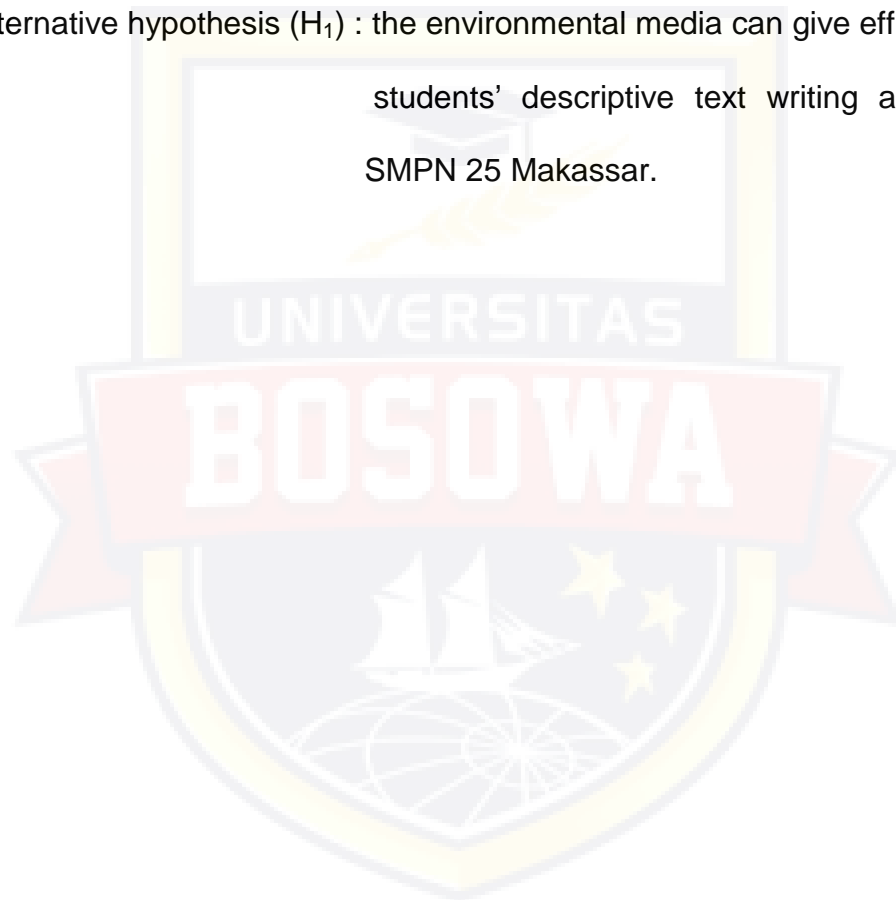 ternative hypothesis (H₁) : the environmental media can give eff
students’ descriptive text writing a
SMPN 25 Makassar.
UNIVERSITAS
BOSOWA